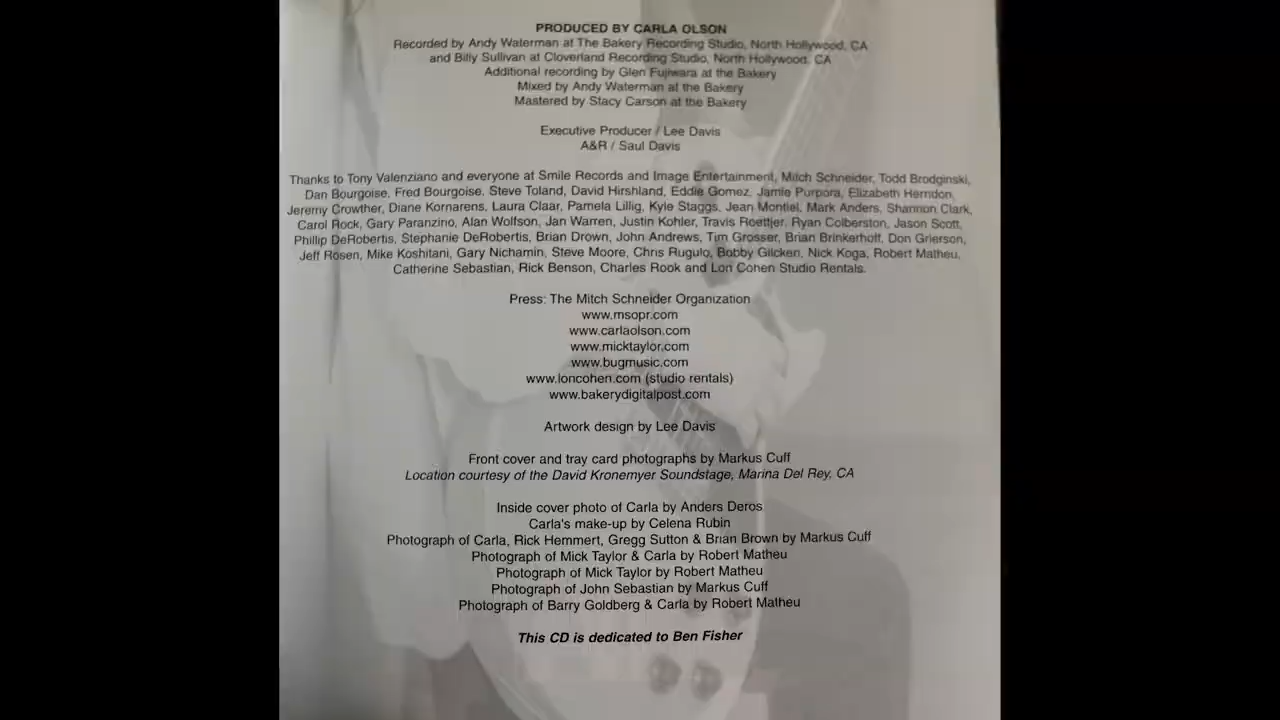 PRODUCED BY CARLA OLSON
Recorded by Andy Waterman at The Bakery Recording Studio, North Hollywood, CA
and Billy Sullivan at Cloverland Recording Studio, North Hollywood, CA
Additional recording by Glen Fujiwara at the Bakery
Mixed by Andy Waterman at the Bakery
Mastered by Stacy Carson at the Bakery
Executive Producer / Lee Davis
A&R / Saul Davis
Thanks to Tony Valenziano and everyone at Smile Records and Image Entertainment, Mitch Schneider, Todd Brodginski,
Dan Bourgoise, Fred Bourgoise, Steve Toland, David Hirshland, Eddie Gomez, Jamie Purpora, Elizabeth Herndon,
Jeremy Crowther, Diane Kornarens, Laura Claar, Pamela Lillig, Kyle Staggs, Jean Montiel, Mark Anders, Shannon Clark,
Carol Rock, Gary Paranzino, Alan Wolfson, Jan Warren, Justin Kohler, Travis Roettjer, Ryan Colberston, Jason Scott,
Phillip DeRobertis, Stephanie DeRobertis, Brian Drown, John Andrews, Tim Grosser, Brian Brinkerhoff, Don Grierson,
Jeff Rosen, Mike Koshitani, Gary Nichamin, Steve Moore, Chris Rugulo, Bobby Gilcken, Nick Koga, Robert Matheu,
Catherine Sebastian, Rick Benson, Charles Rook and Lon Cohen Studio Rentals.
Press: The Mitch Schneider Organization
www.msopr.com
www.carlaolson.com
www.micktaylor.com
www.bugmusic.com
www.loncohen.com (studio rentals)
www.bakerydigitalpost.com
Artwork design by Lee Davis
Front cover and tray card photographs by Markus Cuff
Location courtesy of the David Kronemyer Soundstage, Marina Del Rey, CA
Inside cover photo of Carla by Anders Deros
Carla's make-up by Celena Rubin
Photograph of Carla, Rick Hemmert, Gregg Sutton & Brian Brown by Markus Cuff
Photograph of Mick Taylor & Carla by Robert Matheu
Photograph of Mick Taylor by Robert Matheu
Photograph of John Sebastian by Markus Cuff
Photograph of Barry Goldberg & Carla by Robert Matheu
This CD is dedicated to Ben Fisher